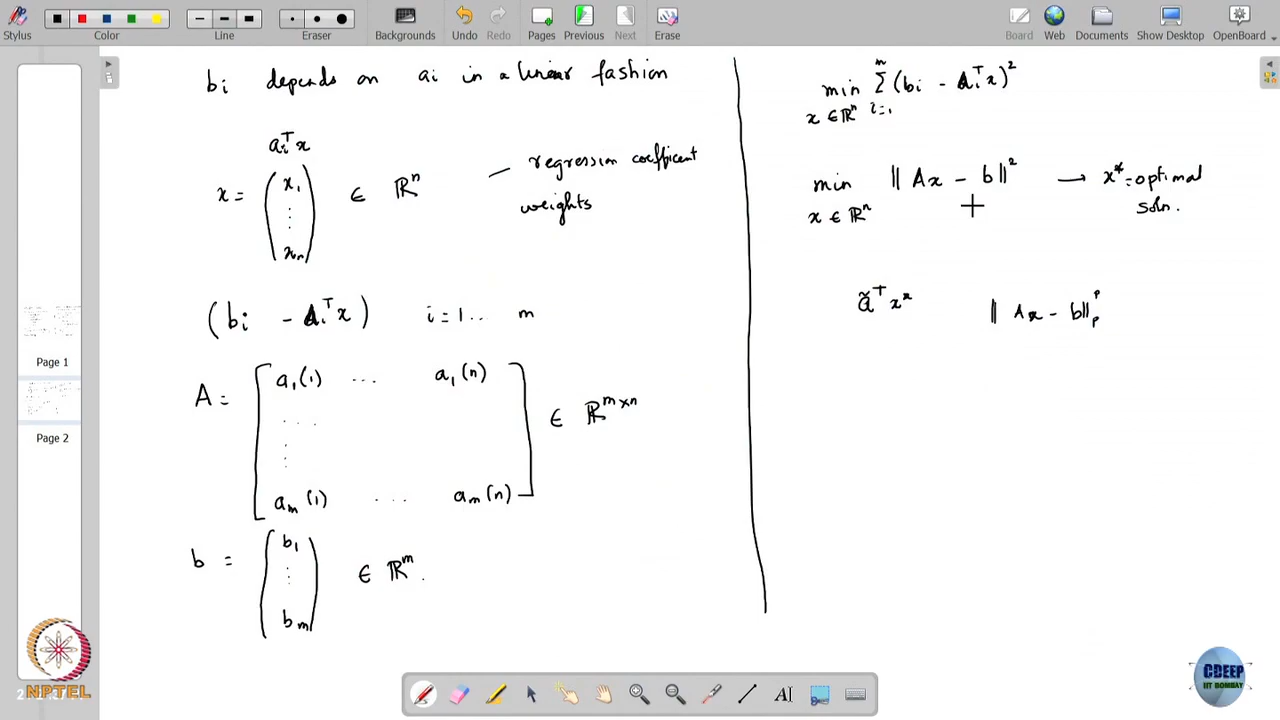 Stylus
Color
Line
Eraser
Backgrounds
Undo
Redo
Pages
Previous
Next
Erase
Board
Web
Documents
Show Desktop
OpenBoard
Page 1
Page 2
bi depends on ai in a linear fashion
aiᵀx
x = (x1 ⋮ xn) ∈ ℝⁿ — regression coefficent
weights
(bi - Aiᵀx) i=1.. m
A = [a1(1) ... a1(n)
...
⋮
am(1) ... am(n)] ∈ ℝ^{m×n}
b = (b1 ⋮ bm) ∈ ℝᵐ.
min Σ_{i=1}^{m} (bi - Aiᵀx)²
x ∈ ℝⁿ
min ‖Ax - b‖² → x* = optimal
x ∈ ℝⁿ soln.
ãᵀx* ‖Ax - b‖_p^p
NPTEL
CDEEP
IIT BOMBAY